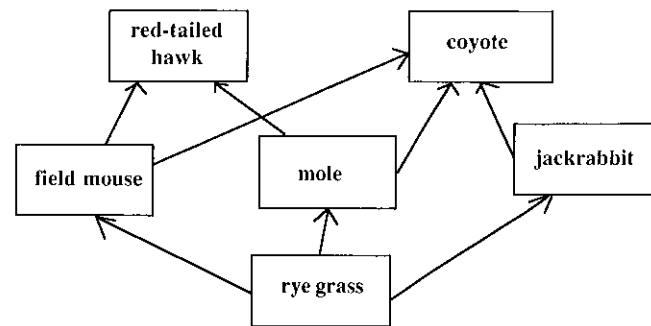 red-tailed
hawk
coyote
field mouse
mole
jackrabbit
rye grass